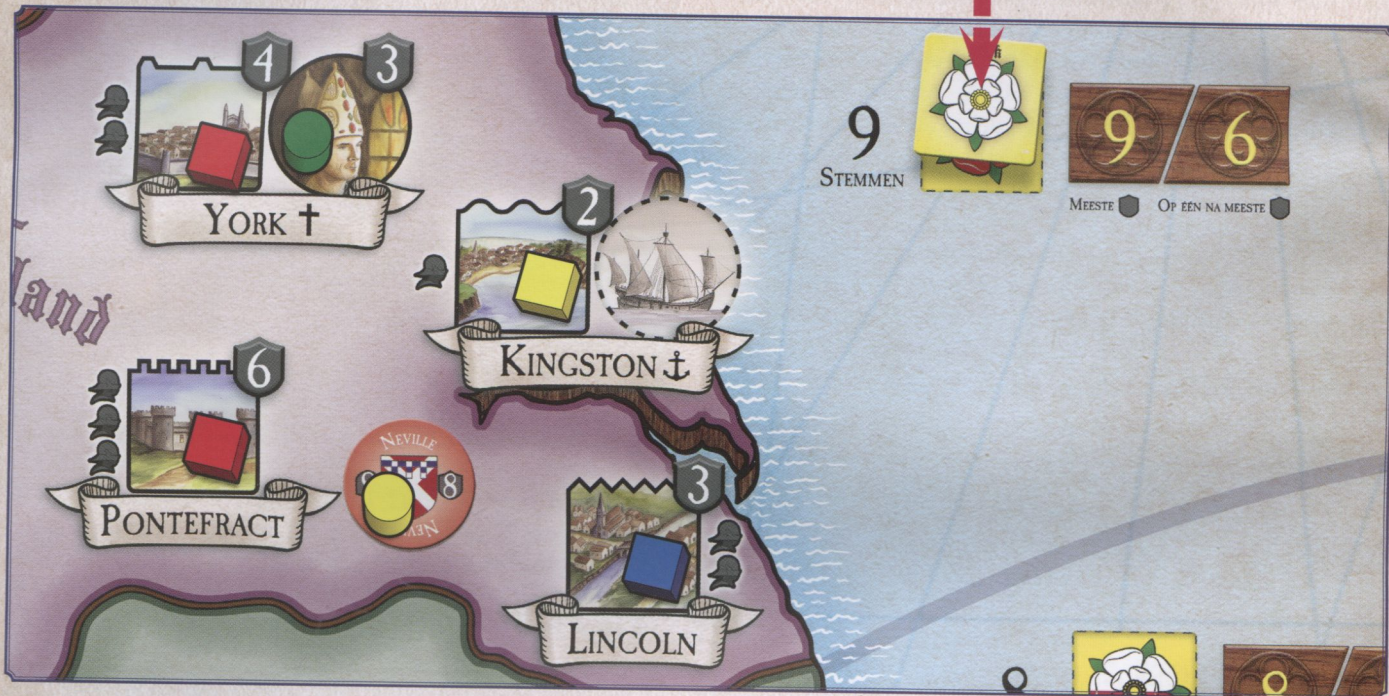 4
3
YORK †
9
STEMMEN
9
6
MEESTE
OP ÉÉN NA MEESTE
2
KINGSTON
land
6
PONTEFRACT
NEVILLE
8
3
LINCOLN